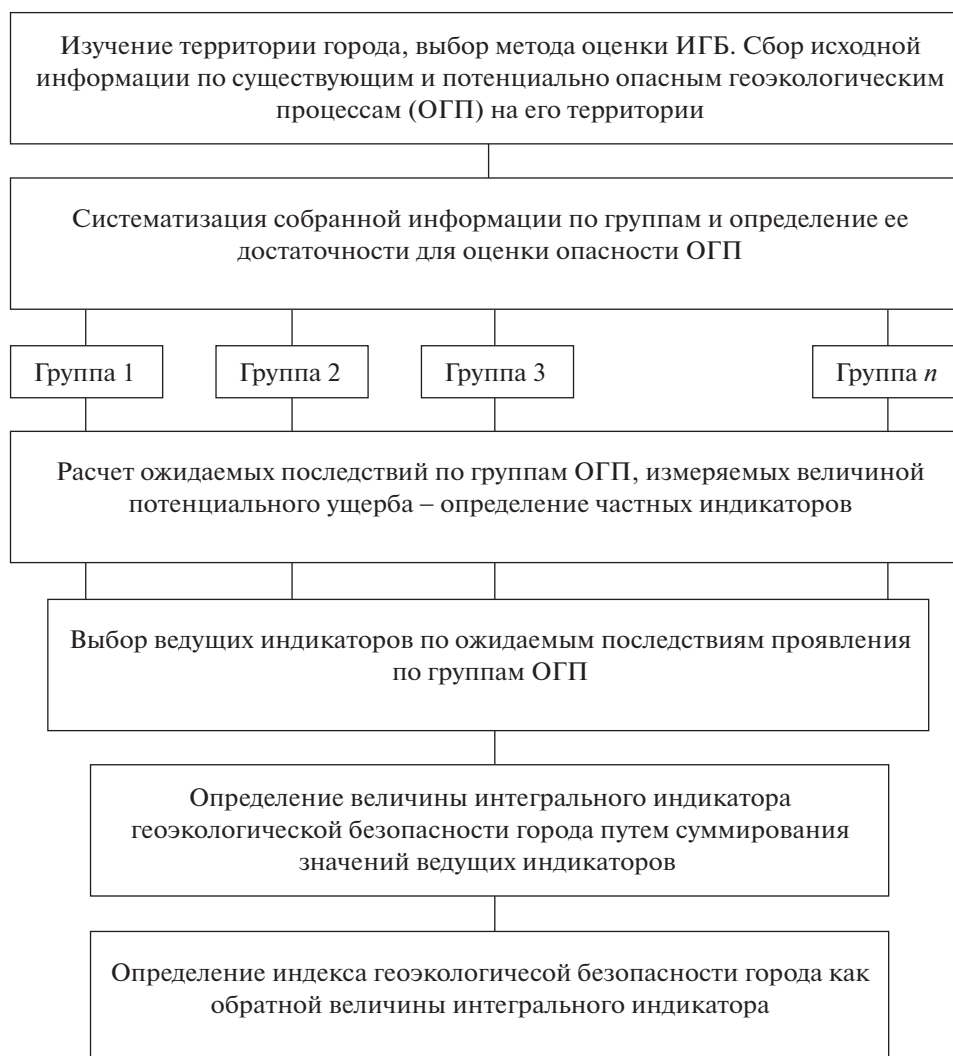 Изучение территории города, выбор метода оценки ИГБ. Сбор исходной
информации по существующим и потенциально опасным геоэкологическим
процессам (ОГП) на его территории
Систематизация собранной информации по группам и определение ее
достаточности для оценки опасности ОГП
Группа 1 Группа 2 Группа 3 Группа n
Расчет ожидаемых последствий по группам ОГП, измеряемых величиной
потенциального ущерба – определение частных индикаторов
Выбор ведущих индикаторов по ожидаемым последствиям проявления
по группам ОГП
Определение величины интегрального индикатора
геоэкологической безопасности города путем суммирования
значений ведущих индикаторов
Определение индекса геоэкологичесой безопасности города как
обратной величины интегрального индикатора